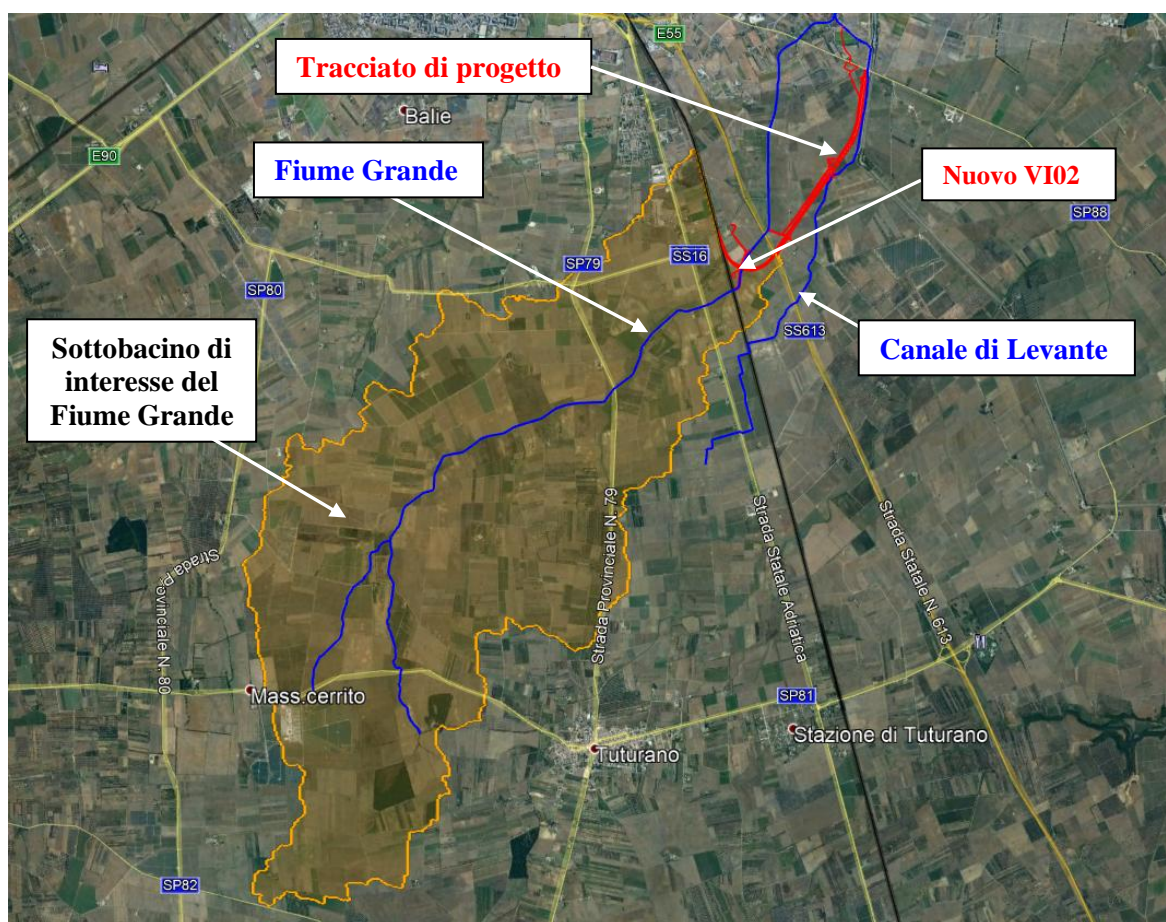 E55
Tracciato di progetto
Balie
E90
Fiume Grande
Nuovo VI02
SP88
SP79
SS16
SP80
SS613
Canale di Levante
Sottobacino di
interesse del
Fiume Grande
Strada Provinciale N. 79
Strada Statale Adriatica
Strada Statale N. 613
Strada P
ovinciale N. 80
Mass.cerrito
SP81
Stazione di Tuturano
Tuturano
SP82